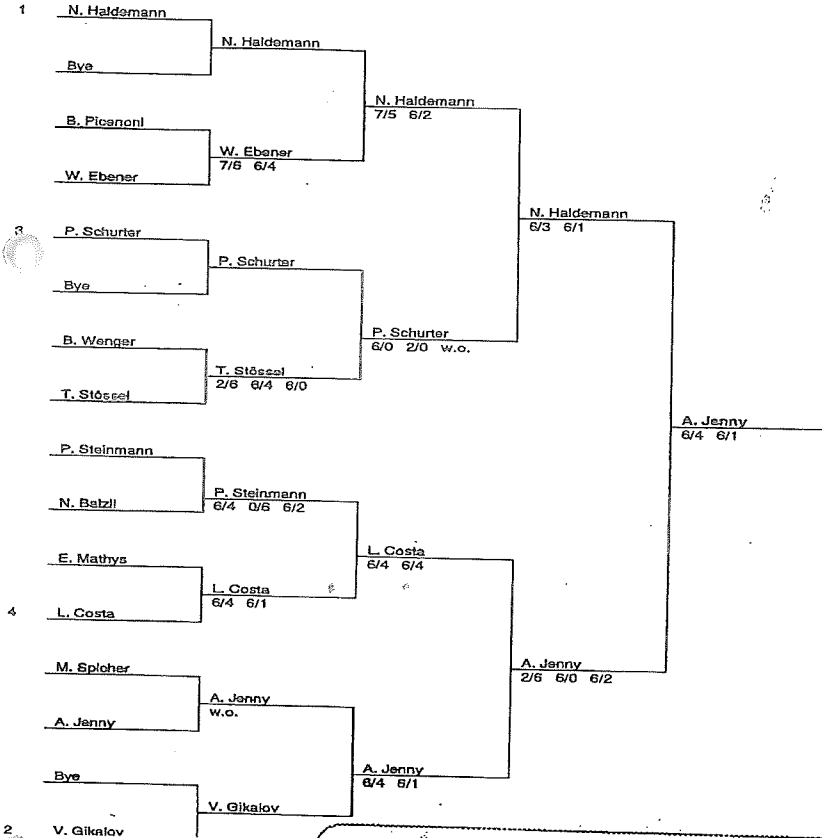 1 N. Haldemann
N. Haldemann
Bye
N. Haldemann
7/5 6/2
B. Picenoni
W. Ebener
7/6 6/4
W. Ebener
N. Haldemann
6/3 6/1
3 P. Schurter
P. Schurter
Bye
P. Schurter
6/0 2/0 w.o.
B. Wenger
T. Stössel
2/6 6/4 6/0
T. Stössel
A. Jenny
6/4 6/1
P. Steinmann
P. Steinmann
6/4 0/6 6/2
N. Balzli
L. Costa
6/4 6/4
E. Mathys
L. Costa
6/4 6/1
4 L. Costa
A. Jenny
2/6 6/0 6/2
M. Spicher
A. Jenny
w.o.
A. Jenny
A. Jenny
6/4 6/1
Bye
V. Gikalov
2 V. Gikalov